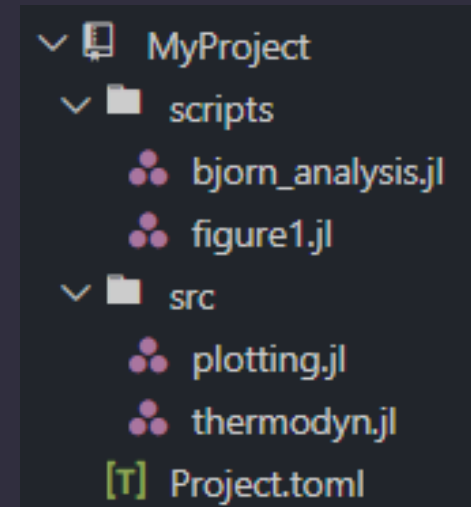 MyProject
scripts
bjorn_analysis.jl
figure1.jl
src
plotting.jl
thermodyn.jl
[T] Project.toml